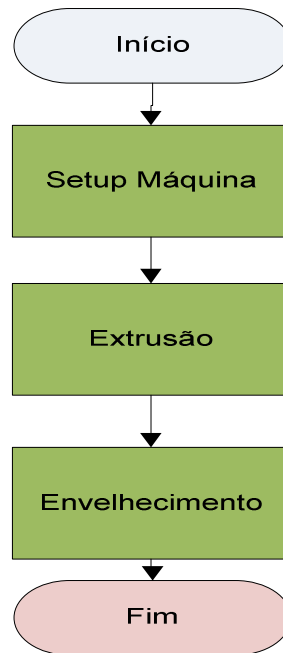 Início
Setup Máquina
Extrusão
Envelhecimento
Fim